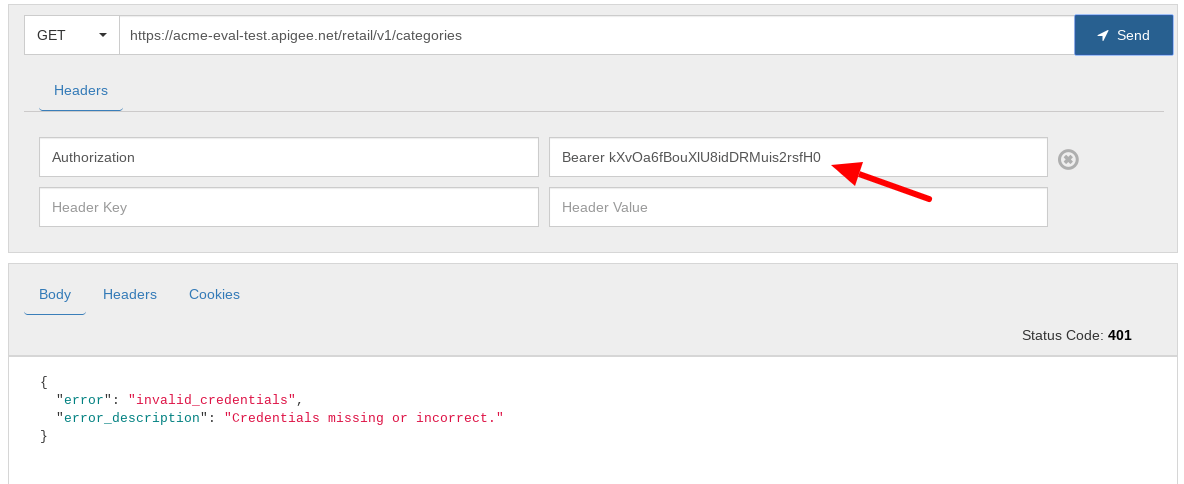 GET https://acme-eval-test.apigee.net/retail/v1/categories Send
Headers
Authorization Bearer kXvOa6fBouXlU8idDRMuis2rsfH0
Header Key Header Value
Body Headers Cookies
Status Code: 401
{
"error": "invalid_credentials",
"error_description": "Credentials missing or incorrect."
}